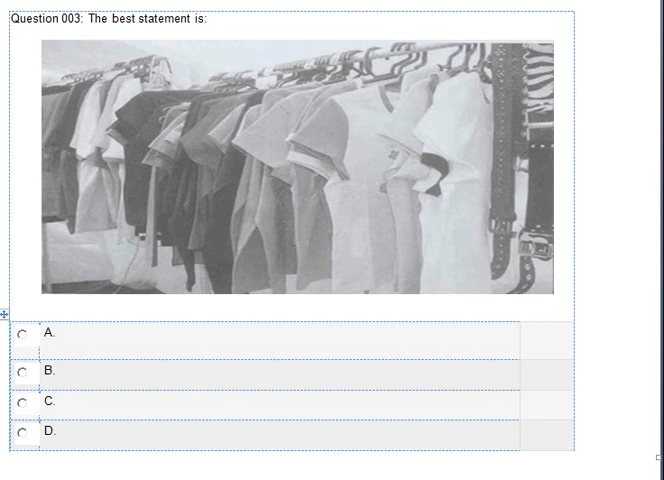 Question 003: The best statement is:
A.
B.
C.
D.